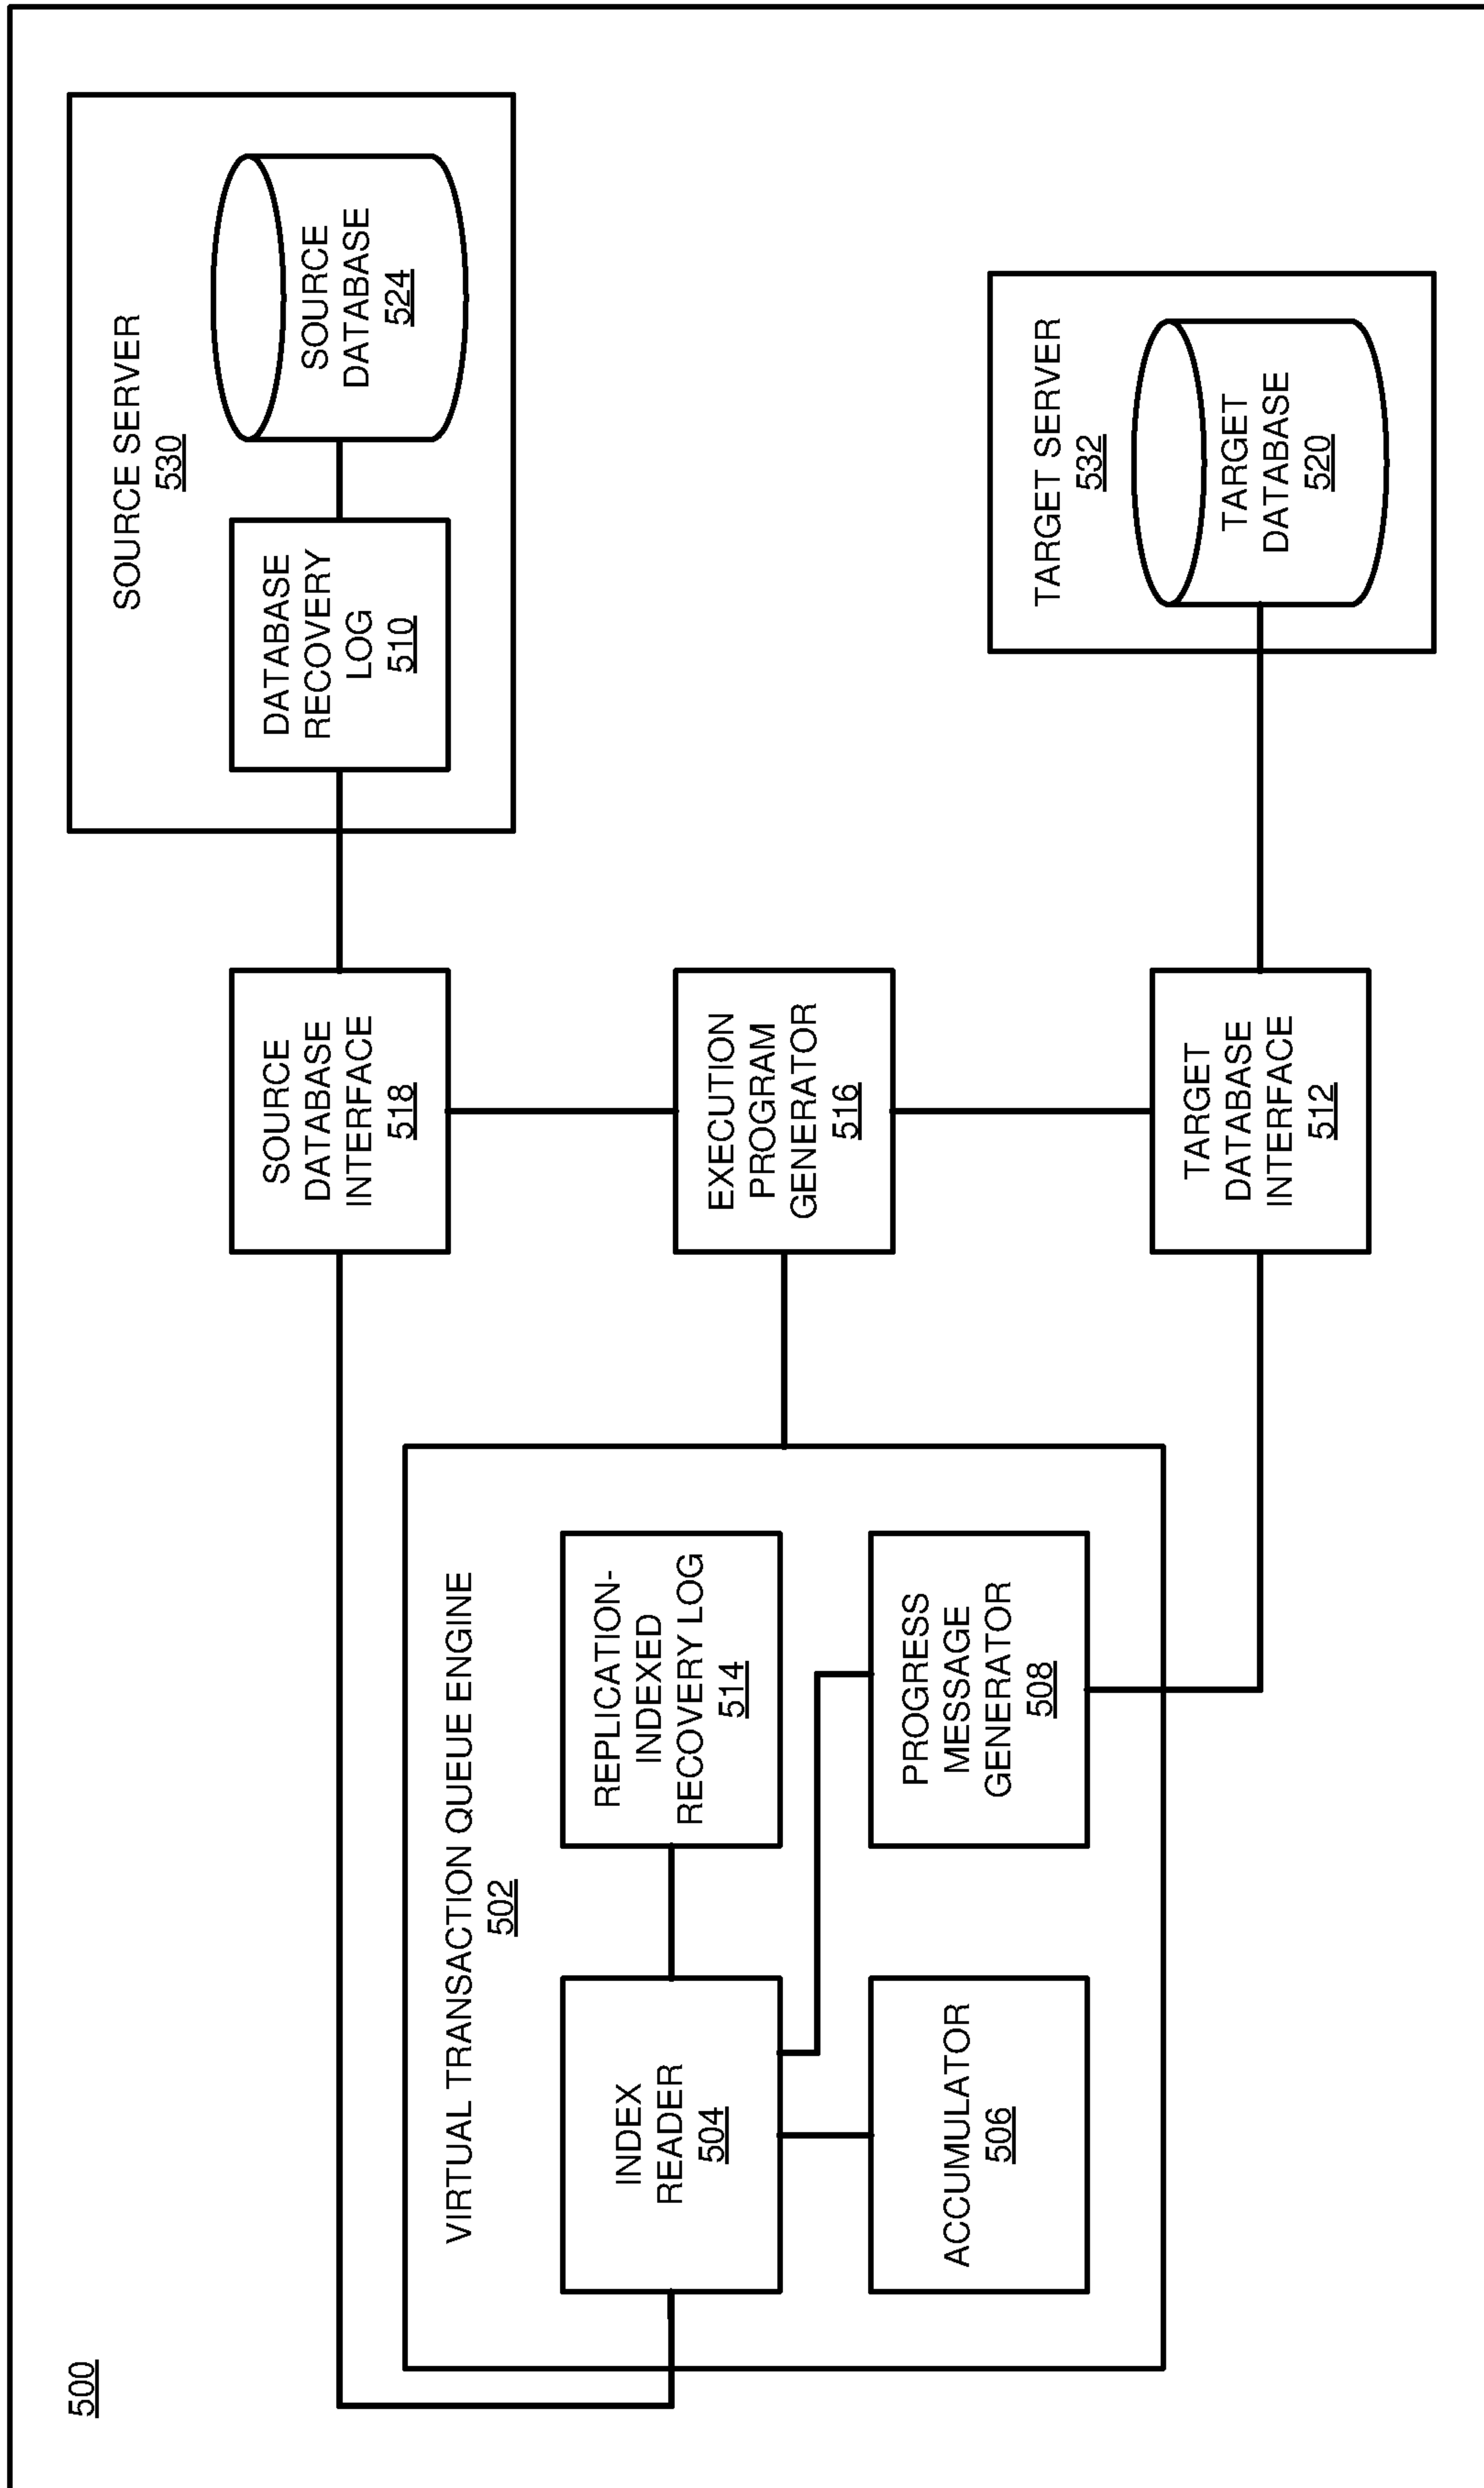 500
SOURCE SERVER
530
DATABASE
RECOVERY
LOG
510
SOURCE
DATABASE
524
SOURCE
DATABASE
INTERFACE
518
VIRTUAL TRANSACTION QUEUE ENGINE
502
INDEX
READER
504
REPLICATION-
INDEXED
RECOVERY LOG
514
ACCUMULATOR
506
PROGRESS
MESSAGE
GENERATOR
508
EXECUTION
PROGRAM
GENERATOR
516
TARGET
DATABASE
INTERFACE
512
TARGET SERVER
532
TARGET
DATABASE
520